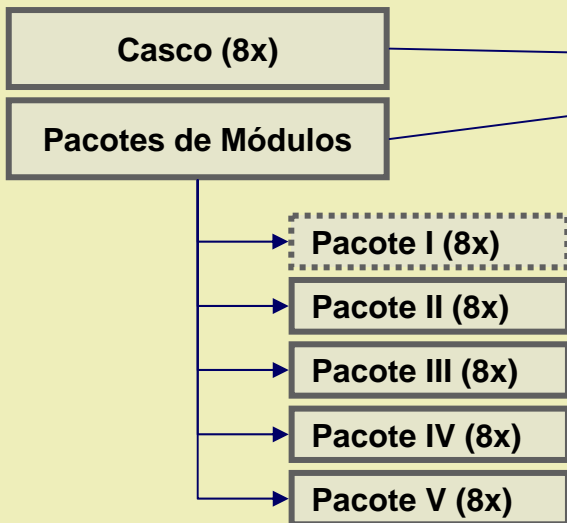 Casco (8x)
Pacotes de Módulos
Pacote I (8x)
Pacote II (8x)
Pacote III (8x)
Pacote IV (8x)
Pacote V (8x)